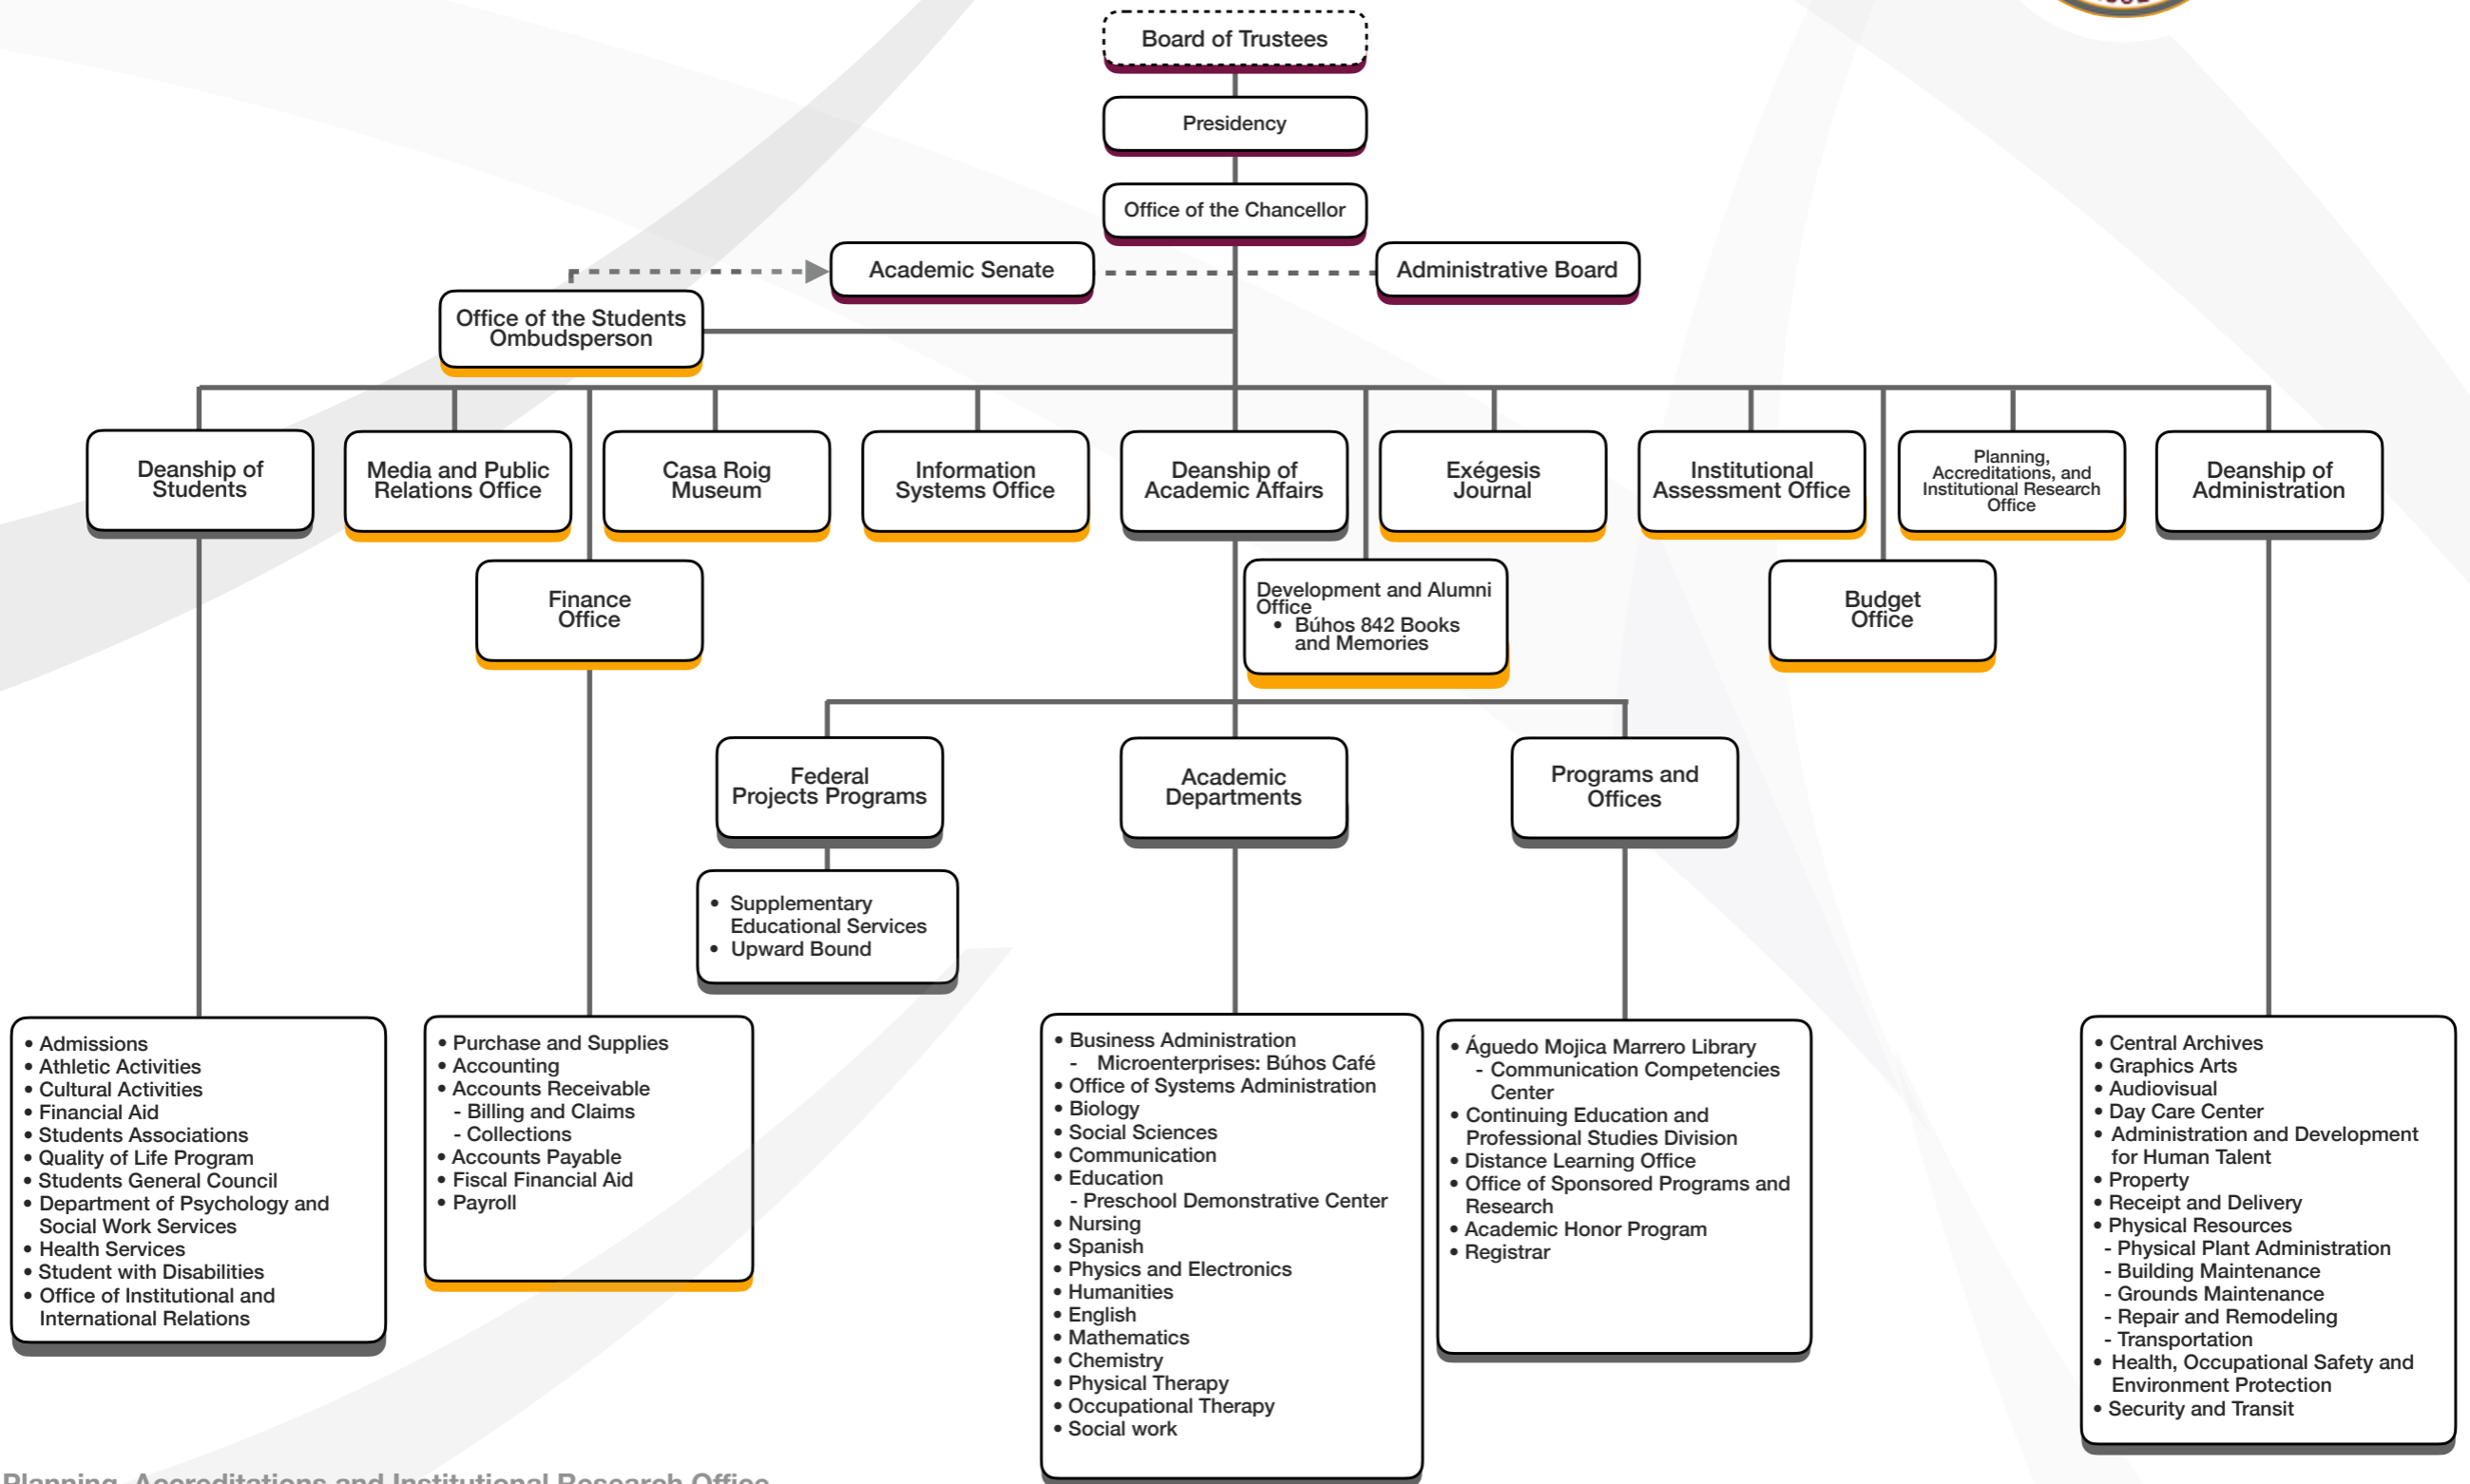 Board of Trustees
Presidency
Office of the Chancellor
Academic Senate
Administrative Board
Office of the Students
Ombudsperson
Deanship of
Students
Media and Public
Relations Office
Casa Roig
Museum
Information
Systems Office
Deanship of
Academic Affairs
Exégesis
Journal
Institutional
Assessment Office
Planning,
Accreditations, and
Institutional Research
Office
Deanship of
Administration
Finance
Office
Development and Alumni
Office
• Búhos 842 Books
and Memories
Budget
Office
Federal
Projects Programs
Academic
Departments
Programs and
Offices
• Supplementary
Educational Services
• Upward Bound
• Admissions
• Athletic Activities
• Cultural Activities
• Financial Aid
• Students Associations
• Quality of Life Program
• Students General Council
• Department of Psychology and
Social Work Services
• Health Services
• Student with Disabilities
• Office of Institutional and
International Relations
• Purchase and Supplies
• Accounting
• Accounts Receivable
- Billing and Claims
- Collections
• Accounts Payable
• Fiscal Financial Aid
• Payroll
• Business Administration
- Microenterprises: Búhos Café
• Office of Systems Administration
• Biology
• Social Sciences
• Communication
• Education
- Preschool Demonstrative Center
• Nursing
• Spanish
• Physics and Electronics
• Humanities
• English
• Mathematics
• Chemistry
• Physical Therapy
• Occupational Therapy
• Social work
• Águedo Mojica Marrero Library
- Communication Competencies
Center
• Continuing Education and
Professional Studies Division
• Distance Learning Office
• Office of Sponsored Programs and
Research
• Academic Honor Program
• Registrar
• Central Archives
• Graphics Arts
• Audiovisual
• Day Care Center
• Administration and Development
for Human Talent
• Property
• Receipt and Delivery
• Physical Resources
- Physical Plant Administration
- Building Maintenance
- Grounds Maintenance
- Repair and Remodeling
- Transportation
• Health, Occupational Safety and
Environment Protection
• Security and Transit
Planning, Accreditations and Institutional Research Office